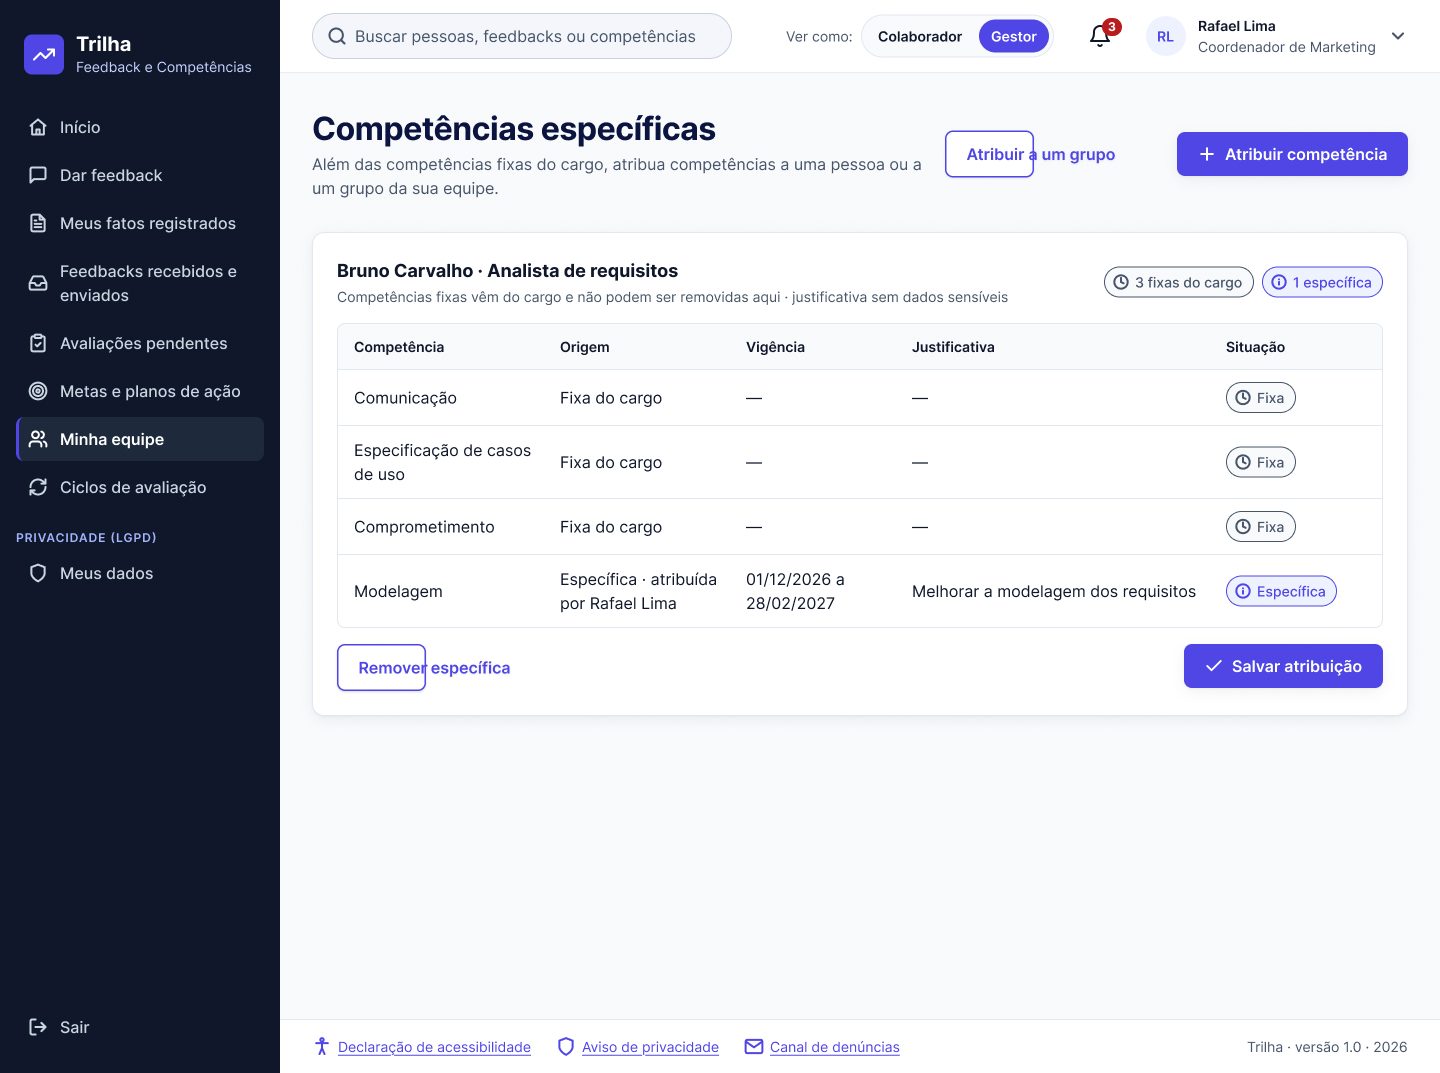 Trilha
Feedback e Competências
Início
Dar feedback
Meus fatos registrados
Feedbacks recebidos e
enviados
Avaliações pendentes
Metas e planos de ação
Minha equipe
Ciclos de avaliação
PRIVACIDADE (LGPD)
Meus dados
Sair
Buscar pessoas, feedbacks ou competências
Ver como:
Colaborador
Gestor
3
RL
Rafael Lima
Coordenador de Marketing
Competências específicas
Além das competências fixas do cargo, atribua competências a uma pessoa ou a
um grupo da sua equipe.
Atribuir a um grupo
Atribuir competência
Bruno Carvalho · Analista de requisitos
Competências fixas vêm do cargo e não podem ser removidas aqui · justificativa sem dados sensíveis
3 fixas do cargo
1 específica
Competência Origem Vigência Justificativa Situação
Comunicação Fixa do cargo — — Fixa
Especificação de casos
de uso
Fixa do cargo — — Fixa
Comprometimento Fixa do cargo — — Fixa
Modelagem
Específica · atribuída
por Rafael Lima
01/12/2026 a
28/02/2027
Melhorar a modelagem dos requisitos
Específica
Remover específica
Salvar atribuição
Declaração de acessibilidade
Aviso de privacidade
Canal de denúncias
Trilha · versão 1.0 · 2026